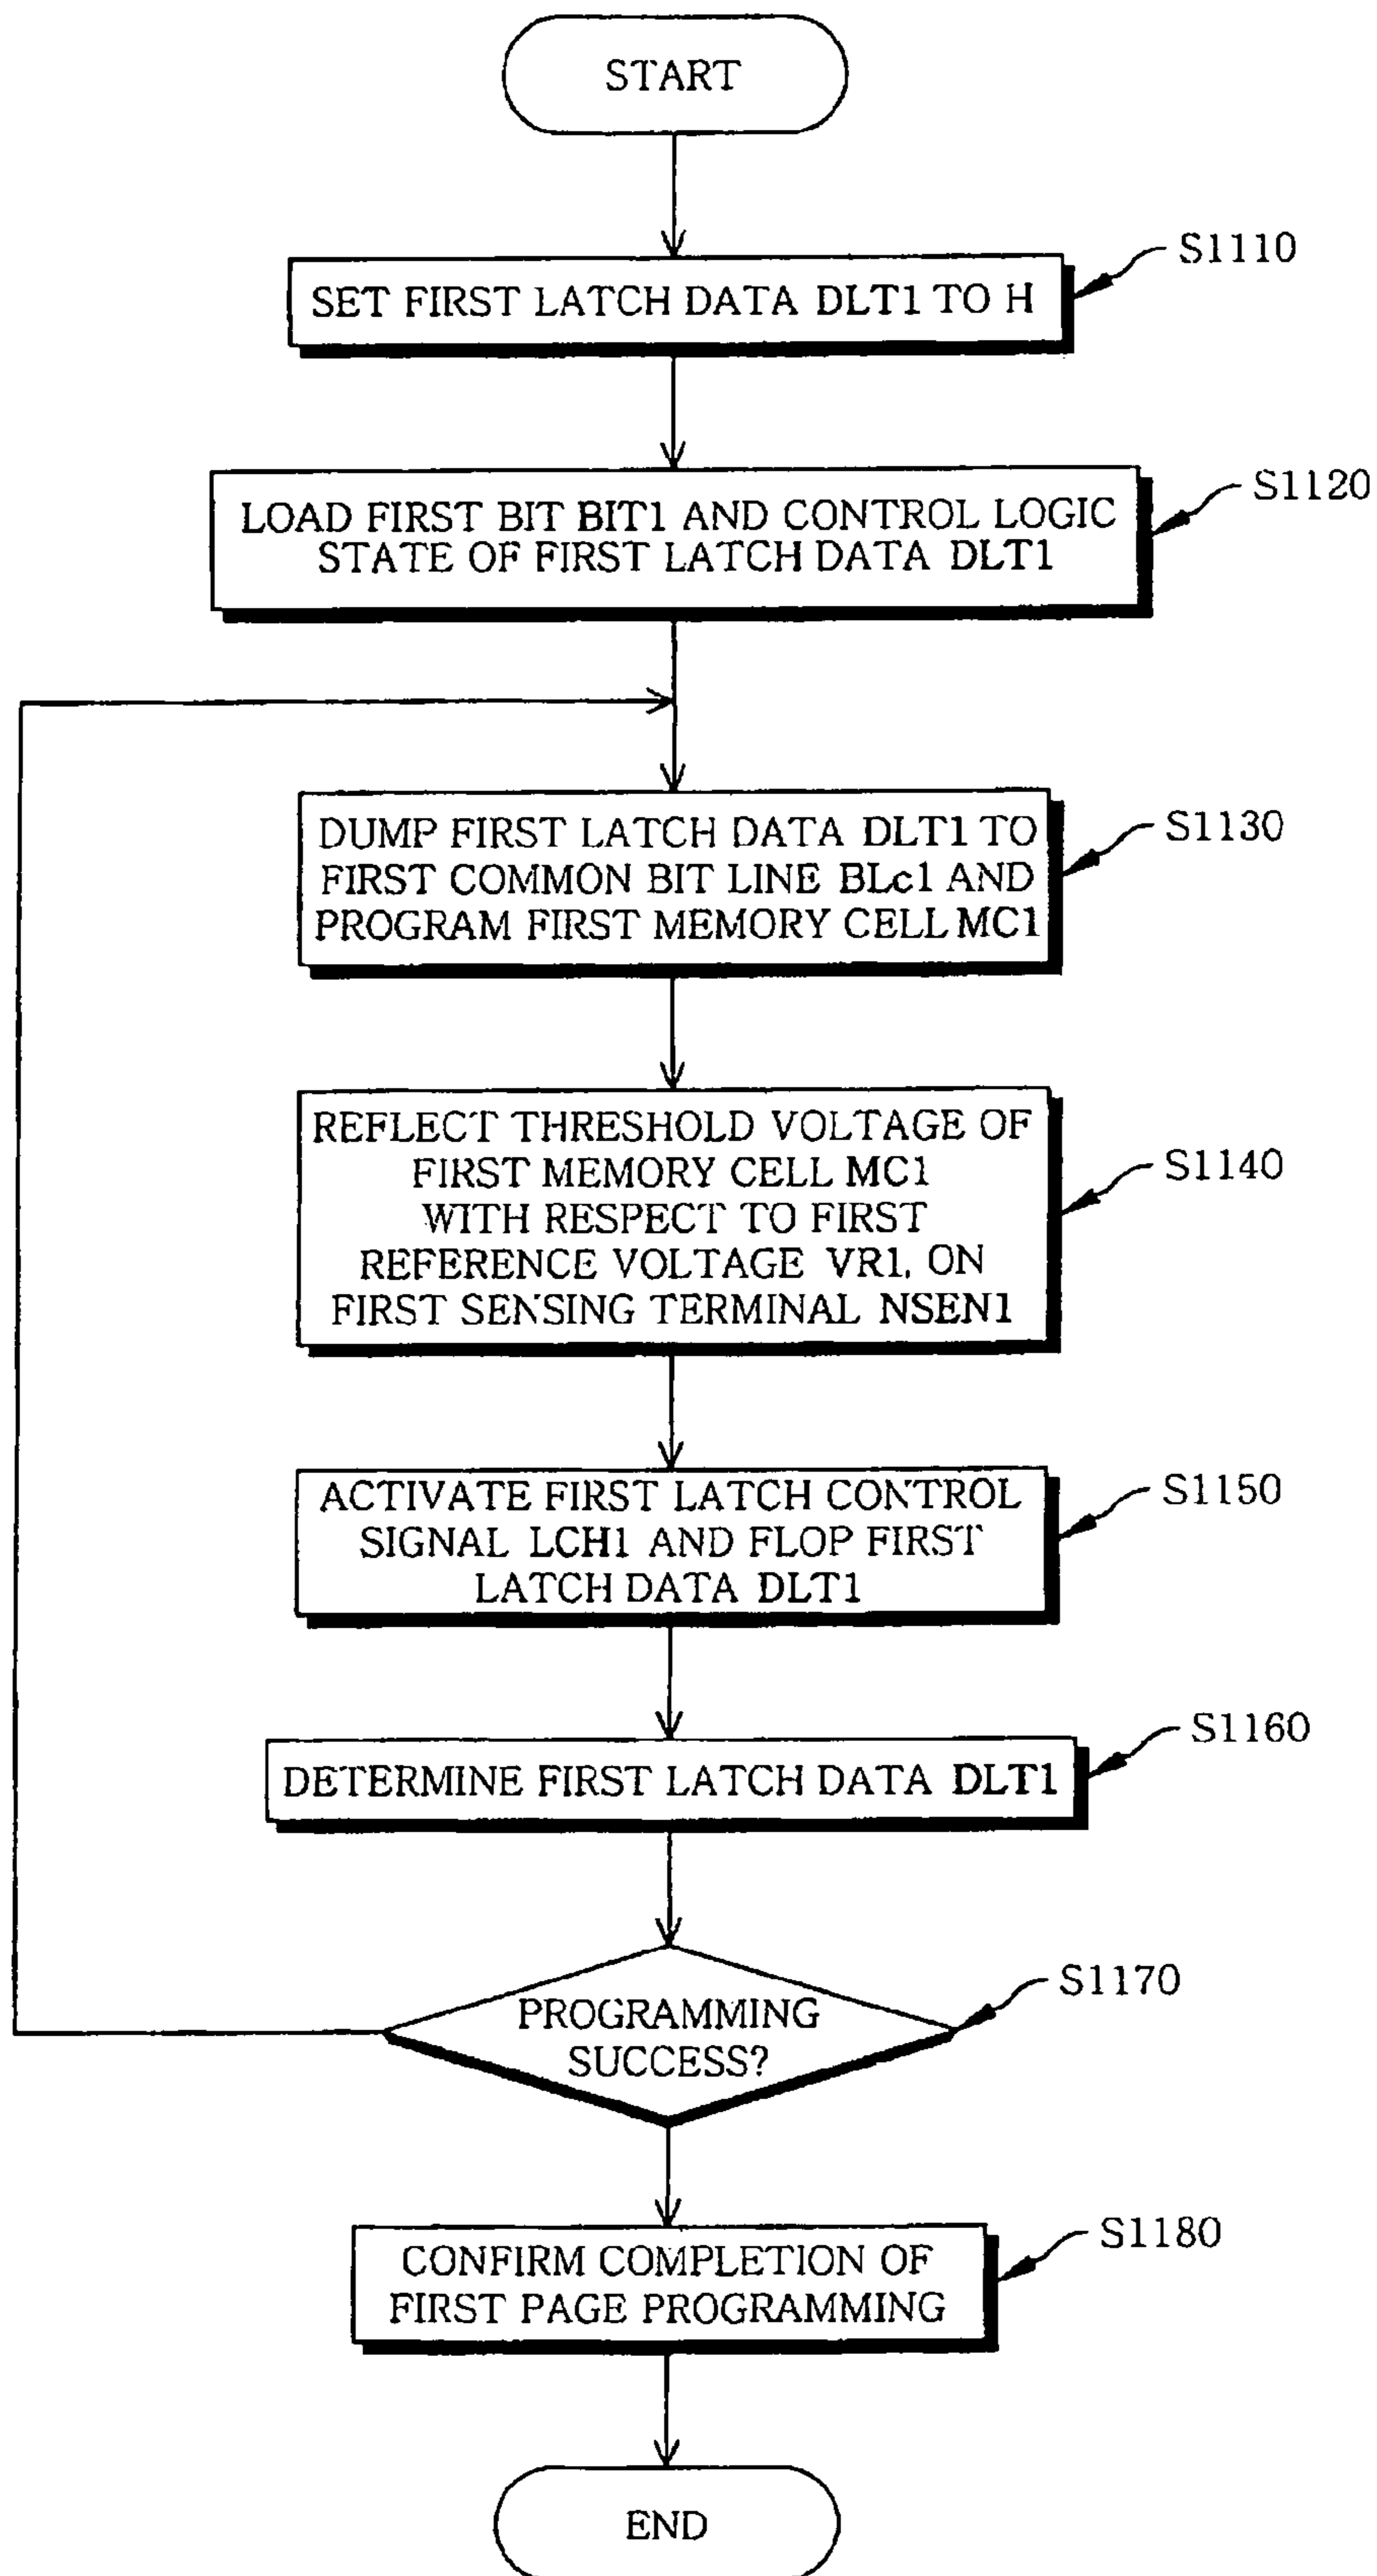 START
S1110
SET FIRST LATCH DATA DLT1 TO H
S1120
LOAD FIRST BIT BIT1 AND CONTROL LOGIC
STATE OF FIRST LATCH DATA DLT1
S1130
DUMP FIRST LATCH DATA DLT1 TO
FIRST COMMON BIT LINE BLc1 AND
PROGRAM FIRST MEMORY CELL MC1
S1140
REFLECT THRESHOLD VOLTAGE OF
FIRST MEMORY CELL MC1
WITH RESPECT TO FIRST
REFERENCE VOLTAGE VR1, ON
FIRST SENSING TERMINAL NSEN1
S1150
ACTIVATE FIRST LATCH CONTROL
SIGNAL LCH1 AND FLOP FIRST
LATCH DATA DLT1
S1160
DETERMINE FIRST LATCH DATA DLT1
S1170
PROGRAMMING
SUCCESS?
S1180
CONFIRM COMPLETION OF
FIRST PAGE PROGRAMMING
END